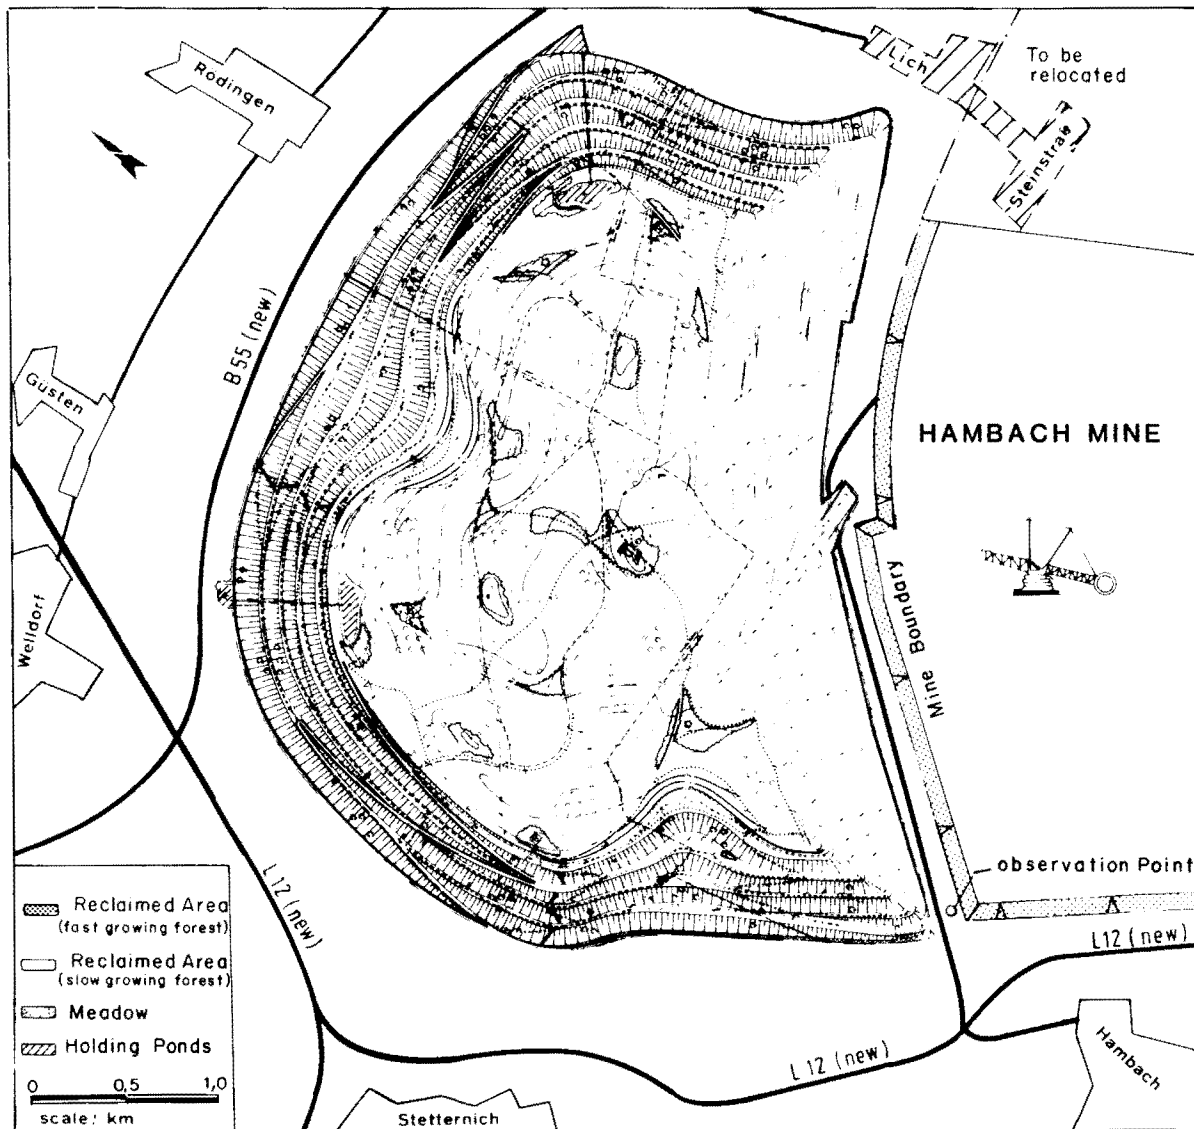 Rödingen
Lich
To be
relocated
Steinstraß
B55 (new)
Güsten
HAMBACH MINE
Welldorf
Mine Boundary
observation Point
L12 (new)
L12 (new)
L12 (new)
Hambach
Stetternich
Reclaimed Area
(fast growing forest)
Reclaimed Area
(slow growing forest)
Meadow
Holding Ponds
0 0,5 1,0
scale: km